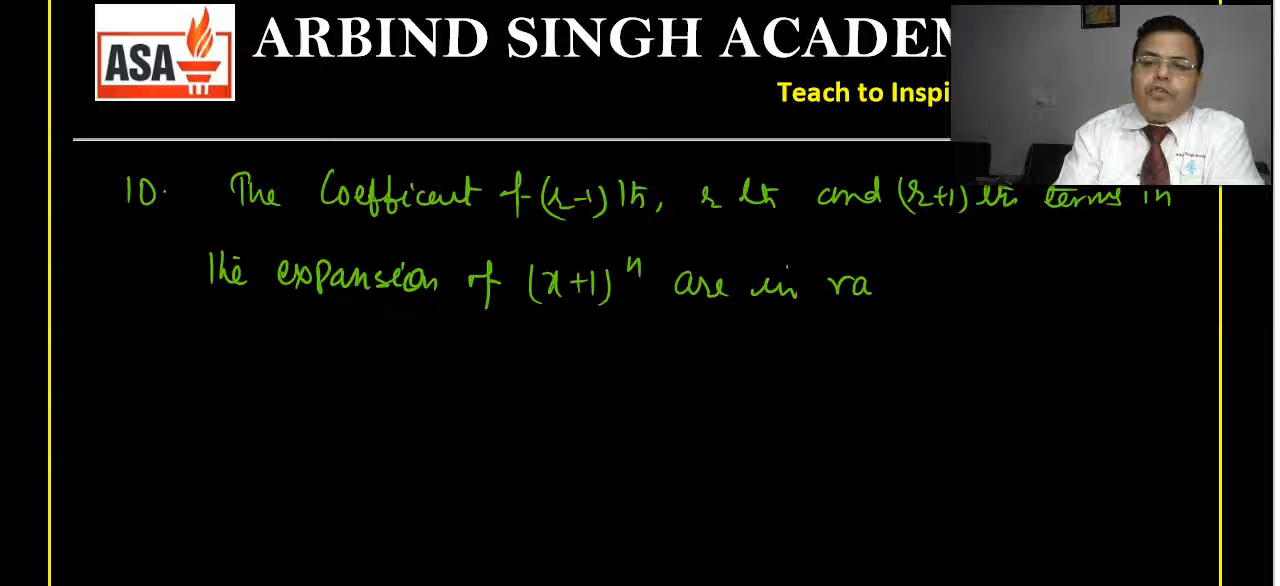 ASA
ARBIND SINGH ACADEM
Teach to Inspi
10. The Coefficent of (r-1)th, r th and (r+1) th terms in
the expansion of (x+1)^n are in ra